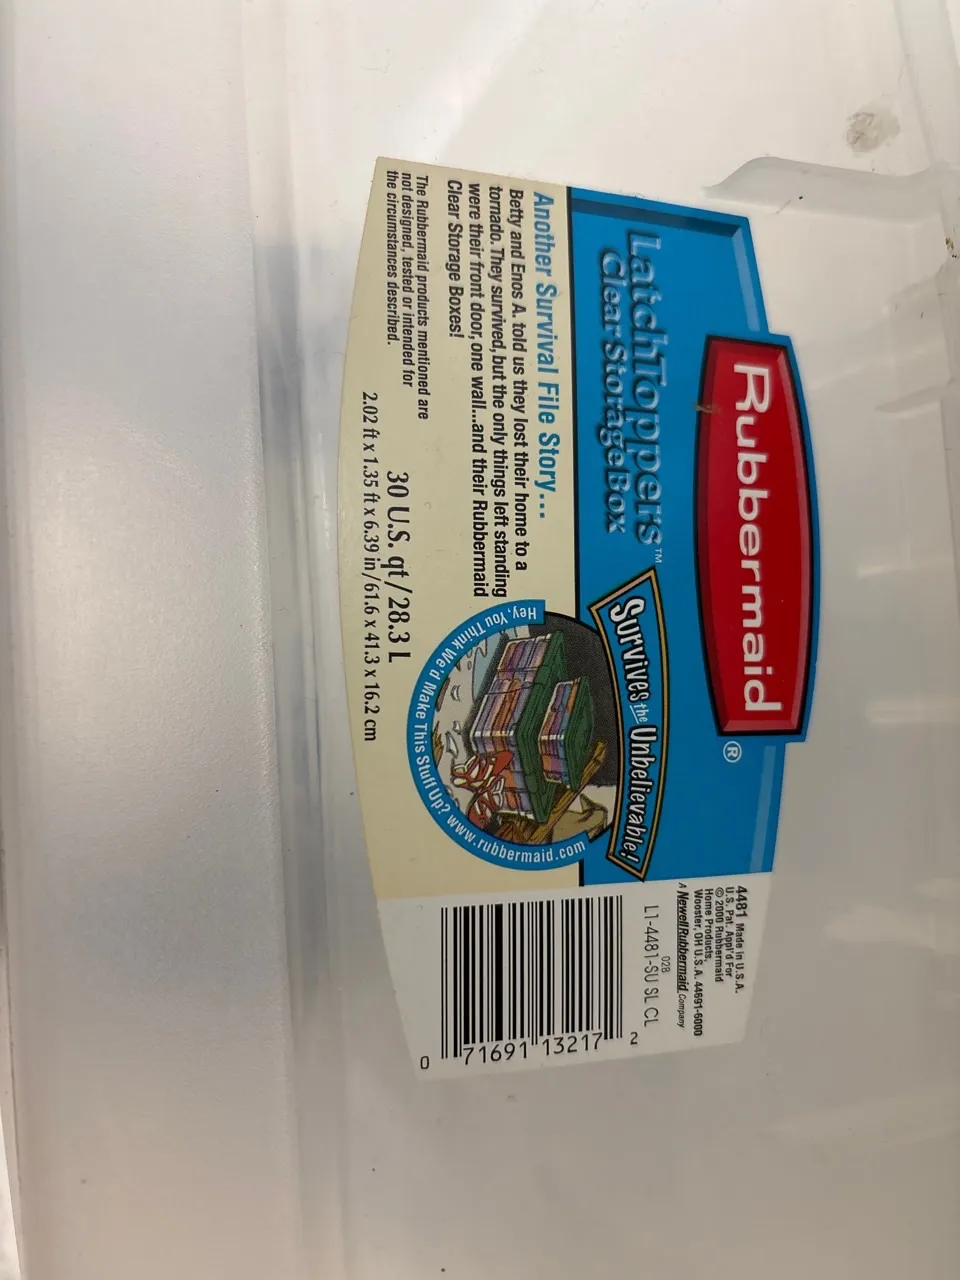 Rubbermaid
®
LatchToppers™
Clear Storage Box
Survives the Unbelievable!
Another Survival File Story...
Betty and Enos A. told us they lost their home to a
tornado. They survived, but the only things left standing
were their front door, one wall...and their Rubbermaid
Clear Storage Boxes!
The Rubbermaid products mentioned are
not designed, tested or intended for
the circumstances described.
30 U.S. qt/28.3 L
2.02 ft x 1.35 ft x 6.39 in/61.6 x 41.3 x 16.2 cm
Hey, You Think We'd Make This Stuff Up? www.rubbermaid.com
4481 Made in U.S.A.
U.S. Pat. Appl'd For
© 2000 Rubbermaid
Home Products,
Wooster, OH U.S.A. 44691-6000
A Newell Rubbermaid Company
028
L1-4481-SU SL CL
0 71691 13217 2